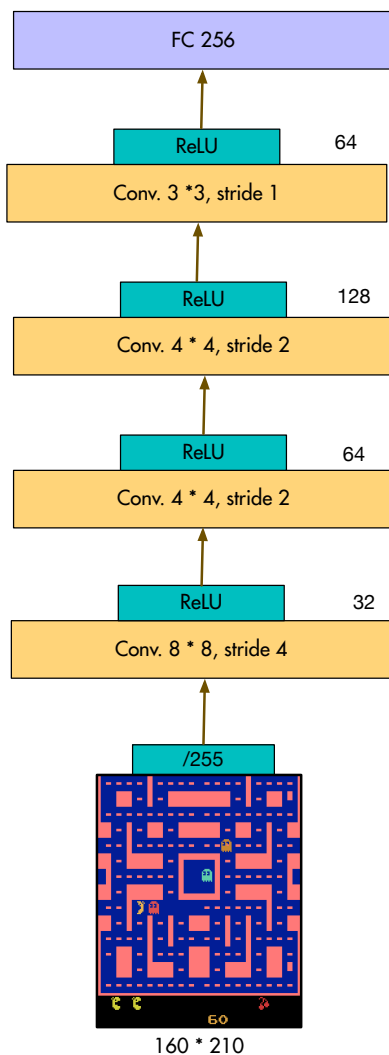 FC 256
ReLU 64
Conv. 3 *3, stride 1
ReLU 128
Conv. 4 * 4, stride 2
ReLU 64
Conv. 4 * 4, stride 2
ReLU 32
Conv. 8 * 8, stride 4
/255
60
160 * 210